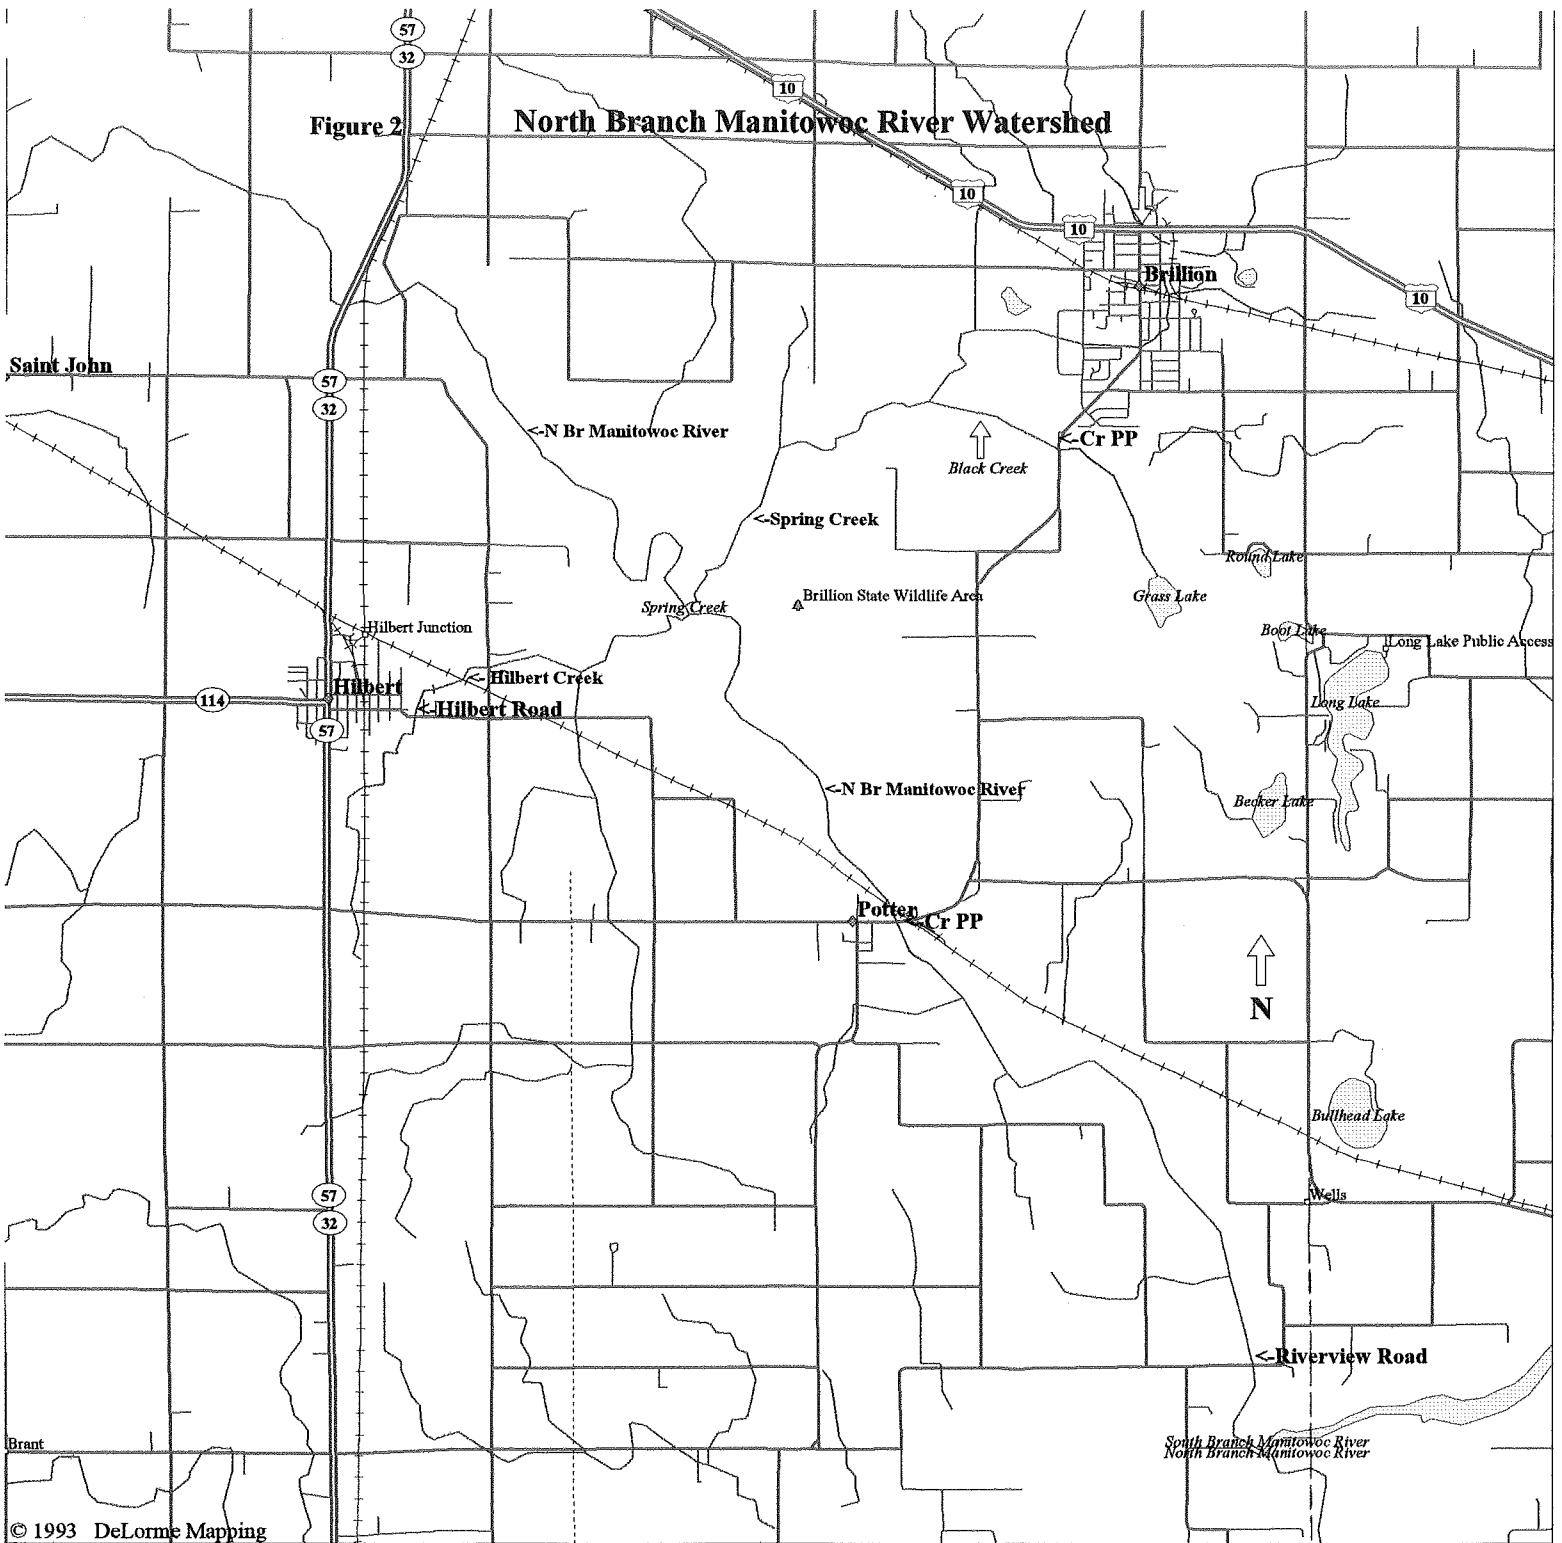 57
32
10
Figure 2
North Branch Manitowoc River Watershed
10
10
Brillion
10
Saint John
57
32
<-N Br Manitowoc River
<-Cr PP
Black Creek
<-Spring Creek
Round Lake
Grass Lake
Brillion State Wildlife Area
Spring Creek
Hilbert Junction
Boot Lake
Long Lake Public Access
<- Hilbert Creek
Hilbert
114
<-Hilbert Road
Long Lake
57
<-N Br Manitowoc River
Becker Lake
Potter
<-Cr PP
N
Bullhead Lake
57
Wells
32
<-Riverview Road
South Branch Manitowoc River
North Branch Manitowoc River
Brant
© 1993 DeLorme Mapping